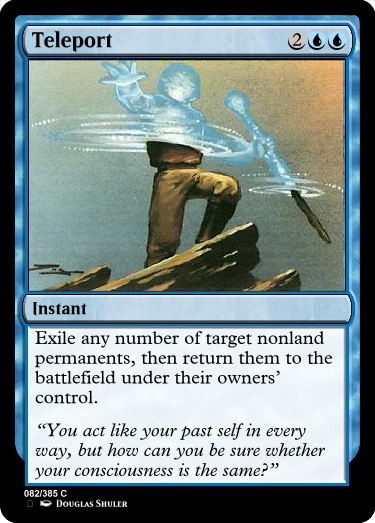 Teleport 2
Instant
Exile any number of target nonland
permanents, then return them to the
battlefield under their owners'
control.
“You act like your past self in every
way, but how can you be sure whether
your consciousness is the same?”
082/385 C
Douglas Shuler